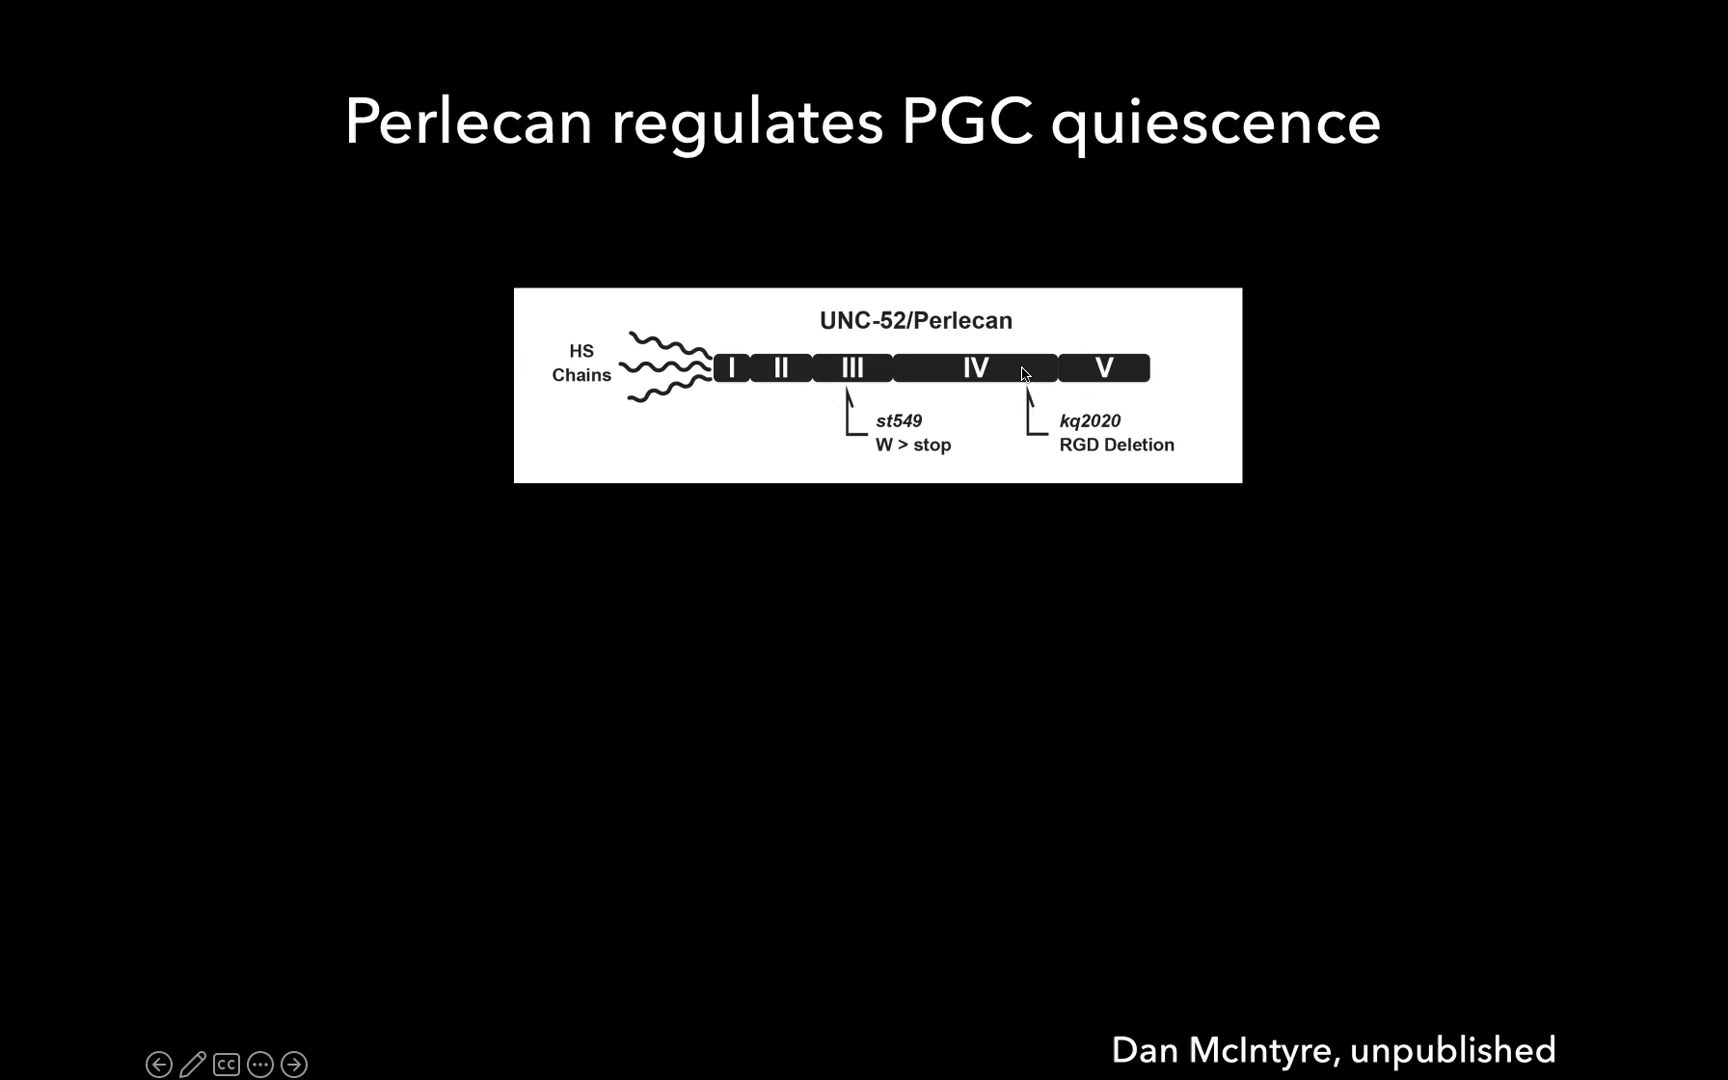 Perlecan regulates PGC quiescence
UNC-52/Perlecan
HS
Chains
I II III IV V
st549
W > stop
kq2020
RGD Deletion
Dan McIntyre, unpublished
CC